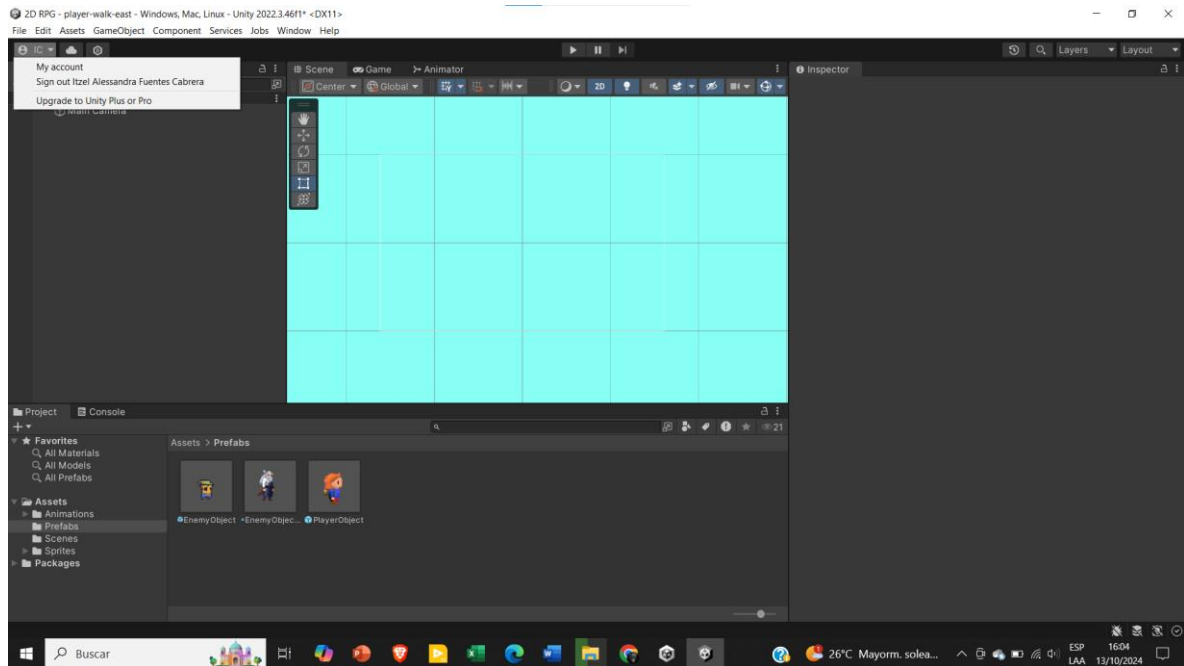 2D RPG - player-walk-east - Windows, Mac, Linux - Unity 2022.3.46f1* <DX11>
File Edit Assets GameObject Component Services Jobs Window Help
IC
Layers
Layout
My account
Sign out Itzel Alessandra Fuentes Cabrera
Upgrade to Unity Plus or Pro
Main Camera
Scene Game Animator
Inspector
Center Global 2D
Project Console
21
Favorites
All Materials
All Models
All Prefabs
Assets
Animations
Prefabs
Scenes
Sprites
Packages
Assets > Prefabs
EnemyObject EnemyObjec... PlayerObject
Buscar
26°C Mayorm. solea...
ESP
LAA
16:04
13/10/2024